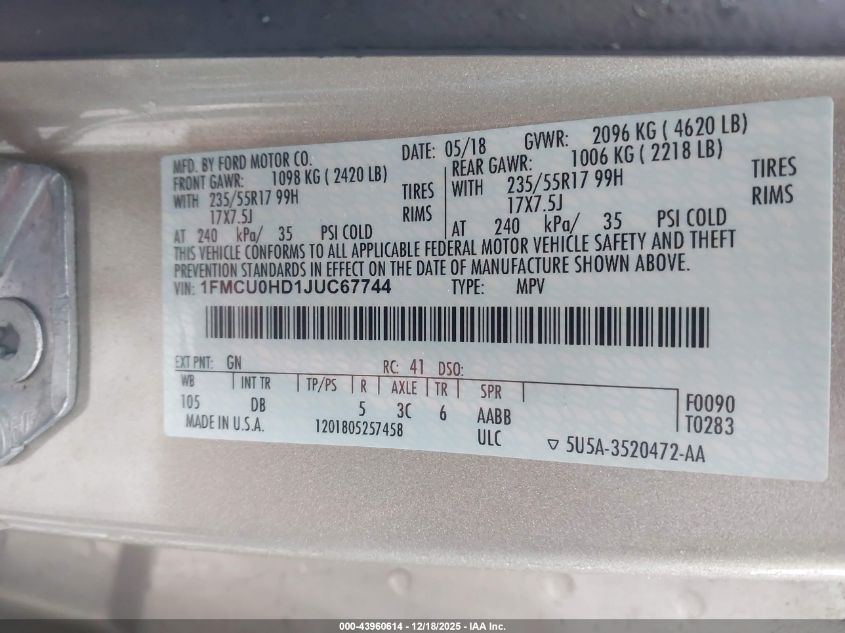 MFD. BY FORD MOTOR CO. DATE: 05/18 GVWR: 2096 KG ( 4620 LB)
FRONT GAWR: 1098 KG ( 2420 LB) REAR GAWR: 1006 KG ( 2218 LB)
WITH 235/55R17 99H TIRES WITH 235/55R17 99H TIRES
17X7.5J RIMS 17X7.5J RIMS
AT 240 kPa/ 35 PSI COLD AT 240 kPa/ 35 PSI COLD
THIS VEHICLE CONFORMS TO ALL APPLICABLE FEDERAL MOTOR VEHICLE SAFETY AND THEFT
PREVENTION STANDARDS IN EFFECT ON THE DATE OF MANUFACTURE SHOWN ABOVE.
VIN: 1FMCU0HD1JUC67744 TYPE: MPV
EXT PNT: GN RC: 41 DSO:
WB INT TR TP/PS R AXLE TR SPR
105 DB 5 3C 6 AABB F0090
MADE IN U.S.A. 1201805257458 ULC T0283
5U5A-3520472-AA
000-43960614 - 12/18/2025 - IAA Inc.